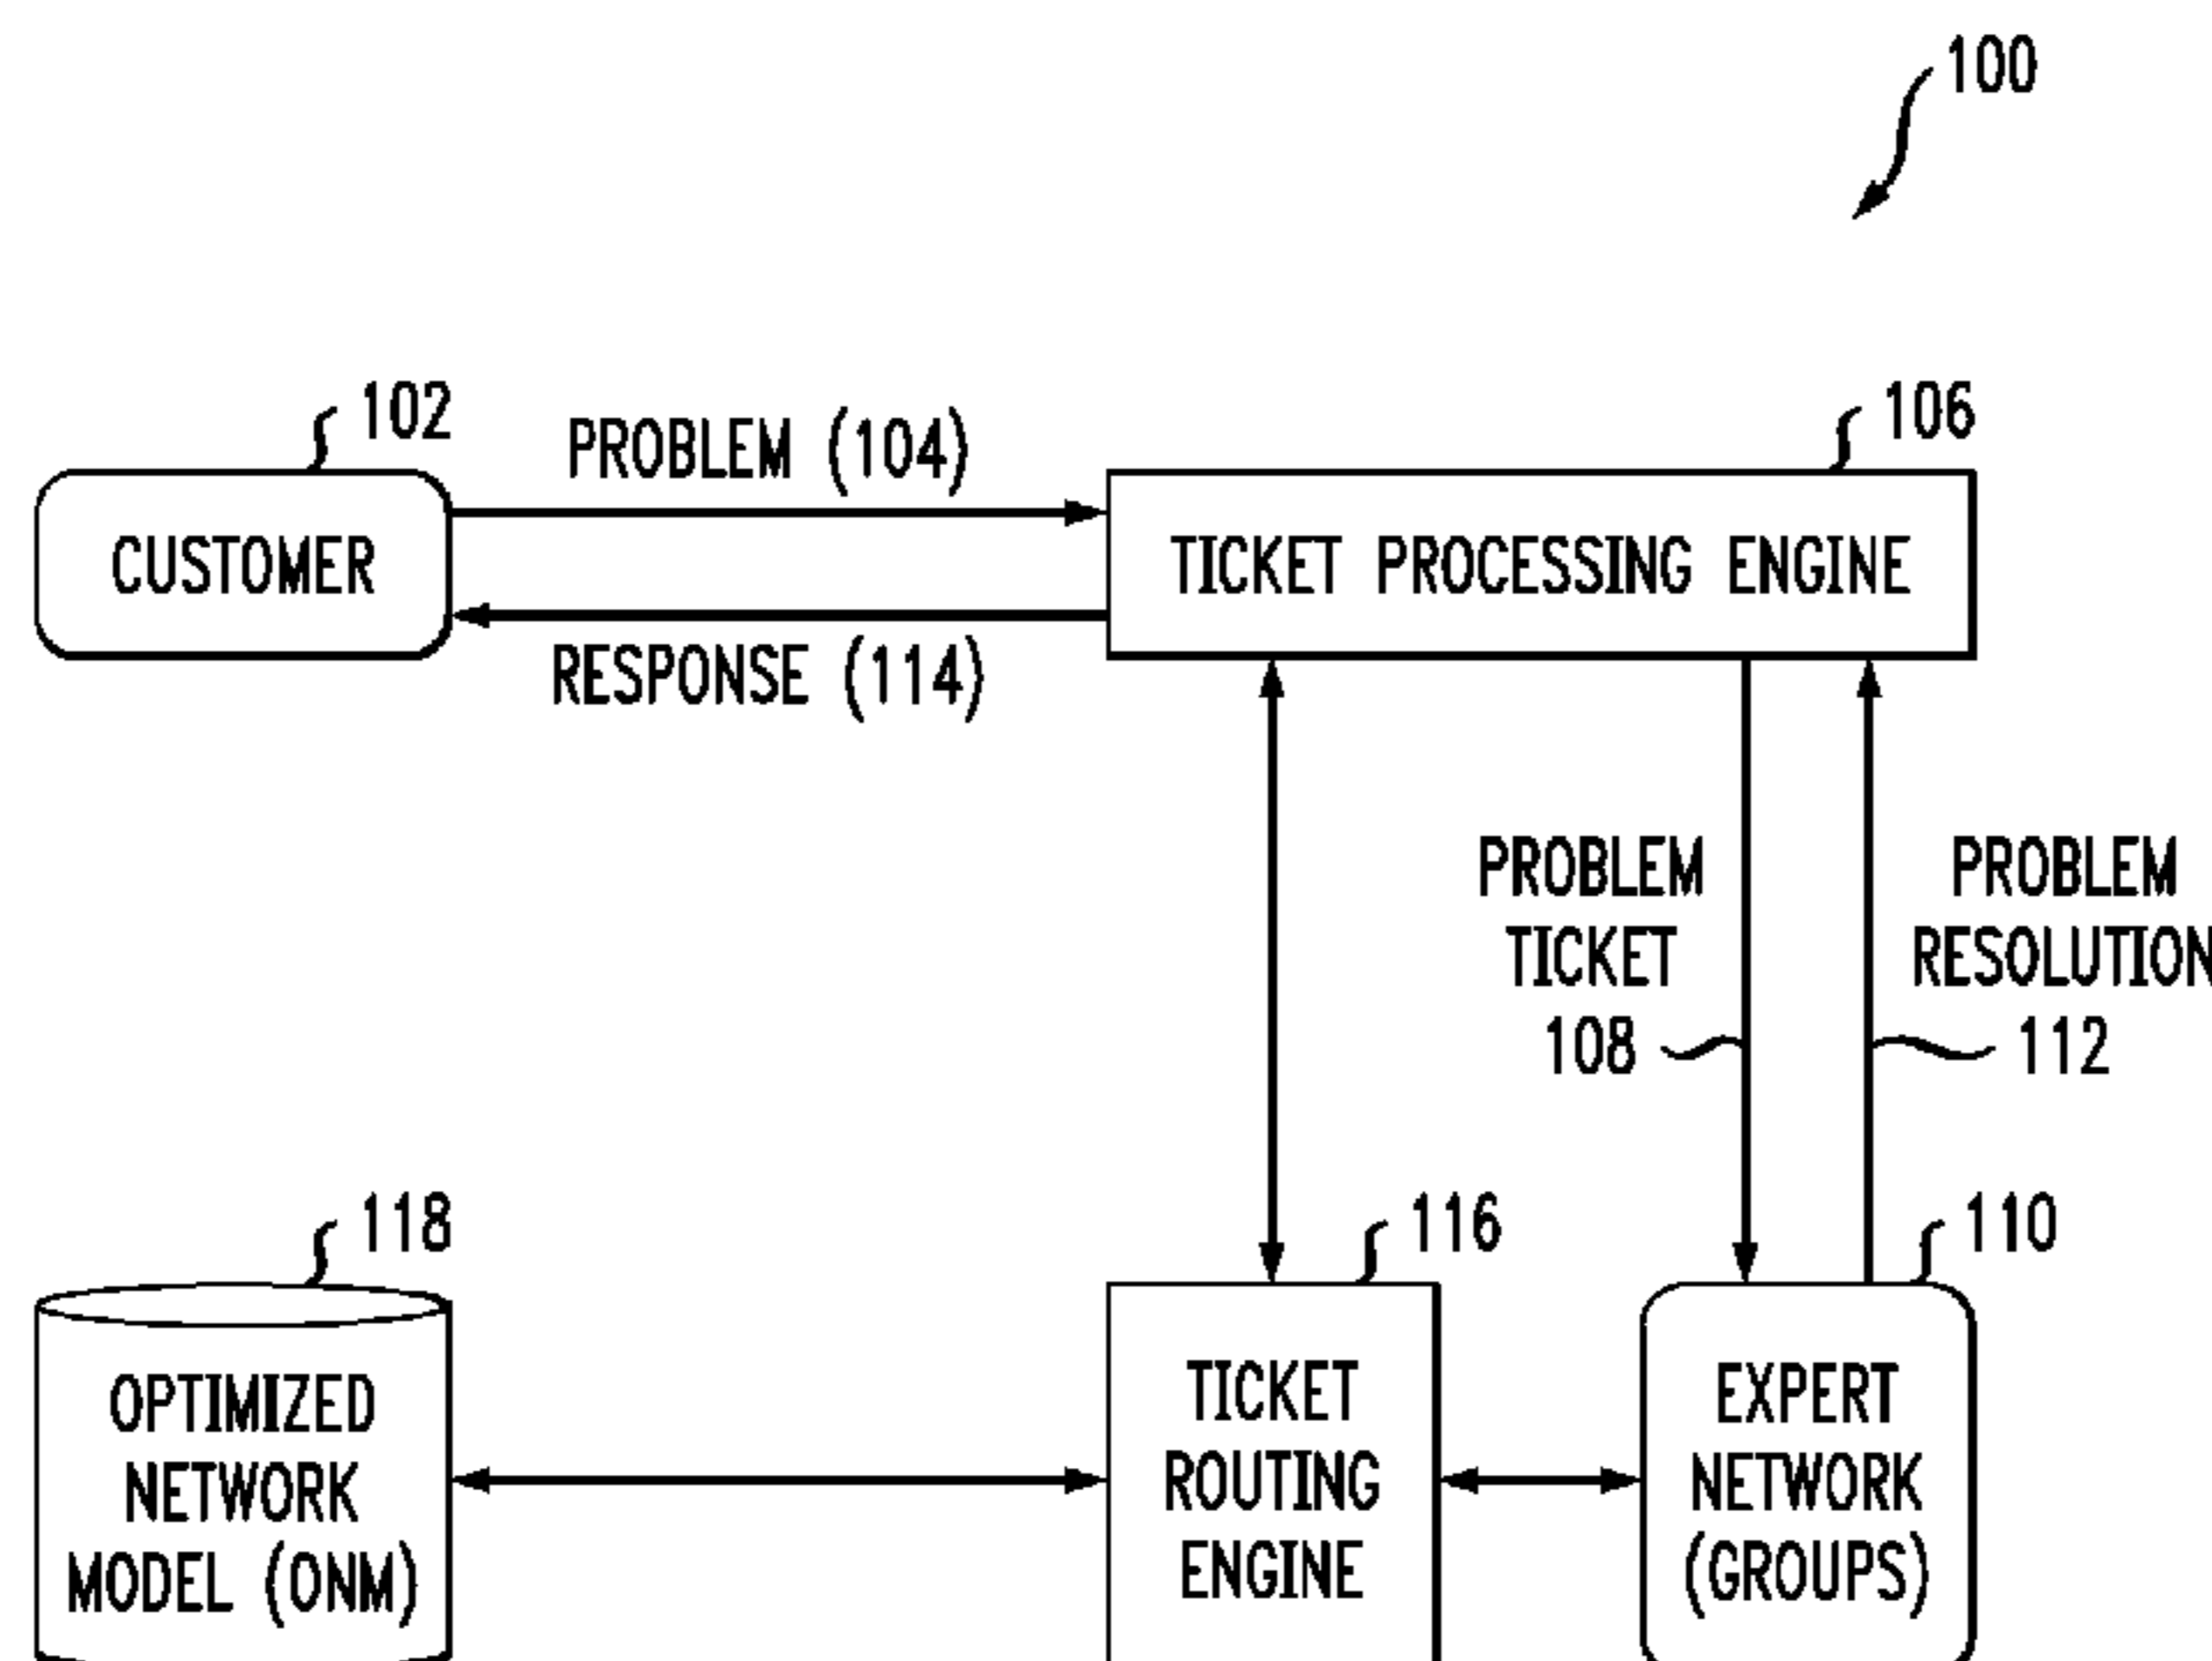 100
102
PROBLEM (104)
106
CUSTOMER
TICKET PROCESSING ENGINE
RESPONSE (114)
PROBLEM
TICKET
108
PROBLEM
RESOLUTION
112
118
116
110
OPTIMIZED
NETWORK
MODEL (ONM)
TICKET
ROUTING
ENGINE
EXPERT
NETWORK
(GROUPS)